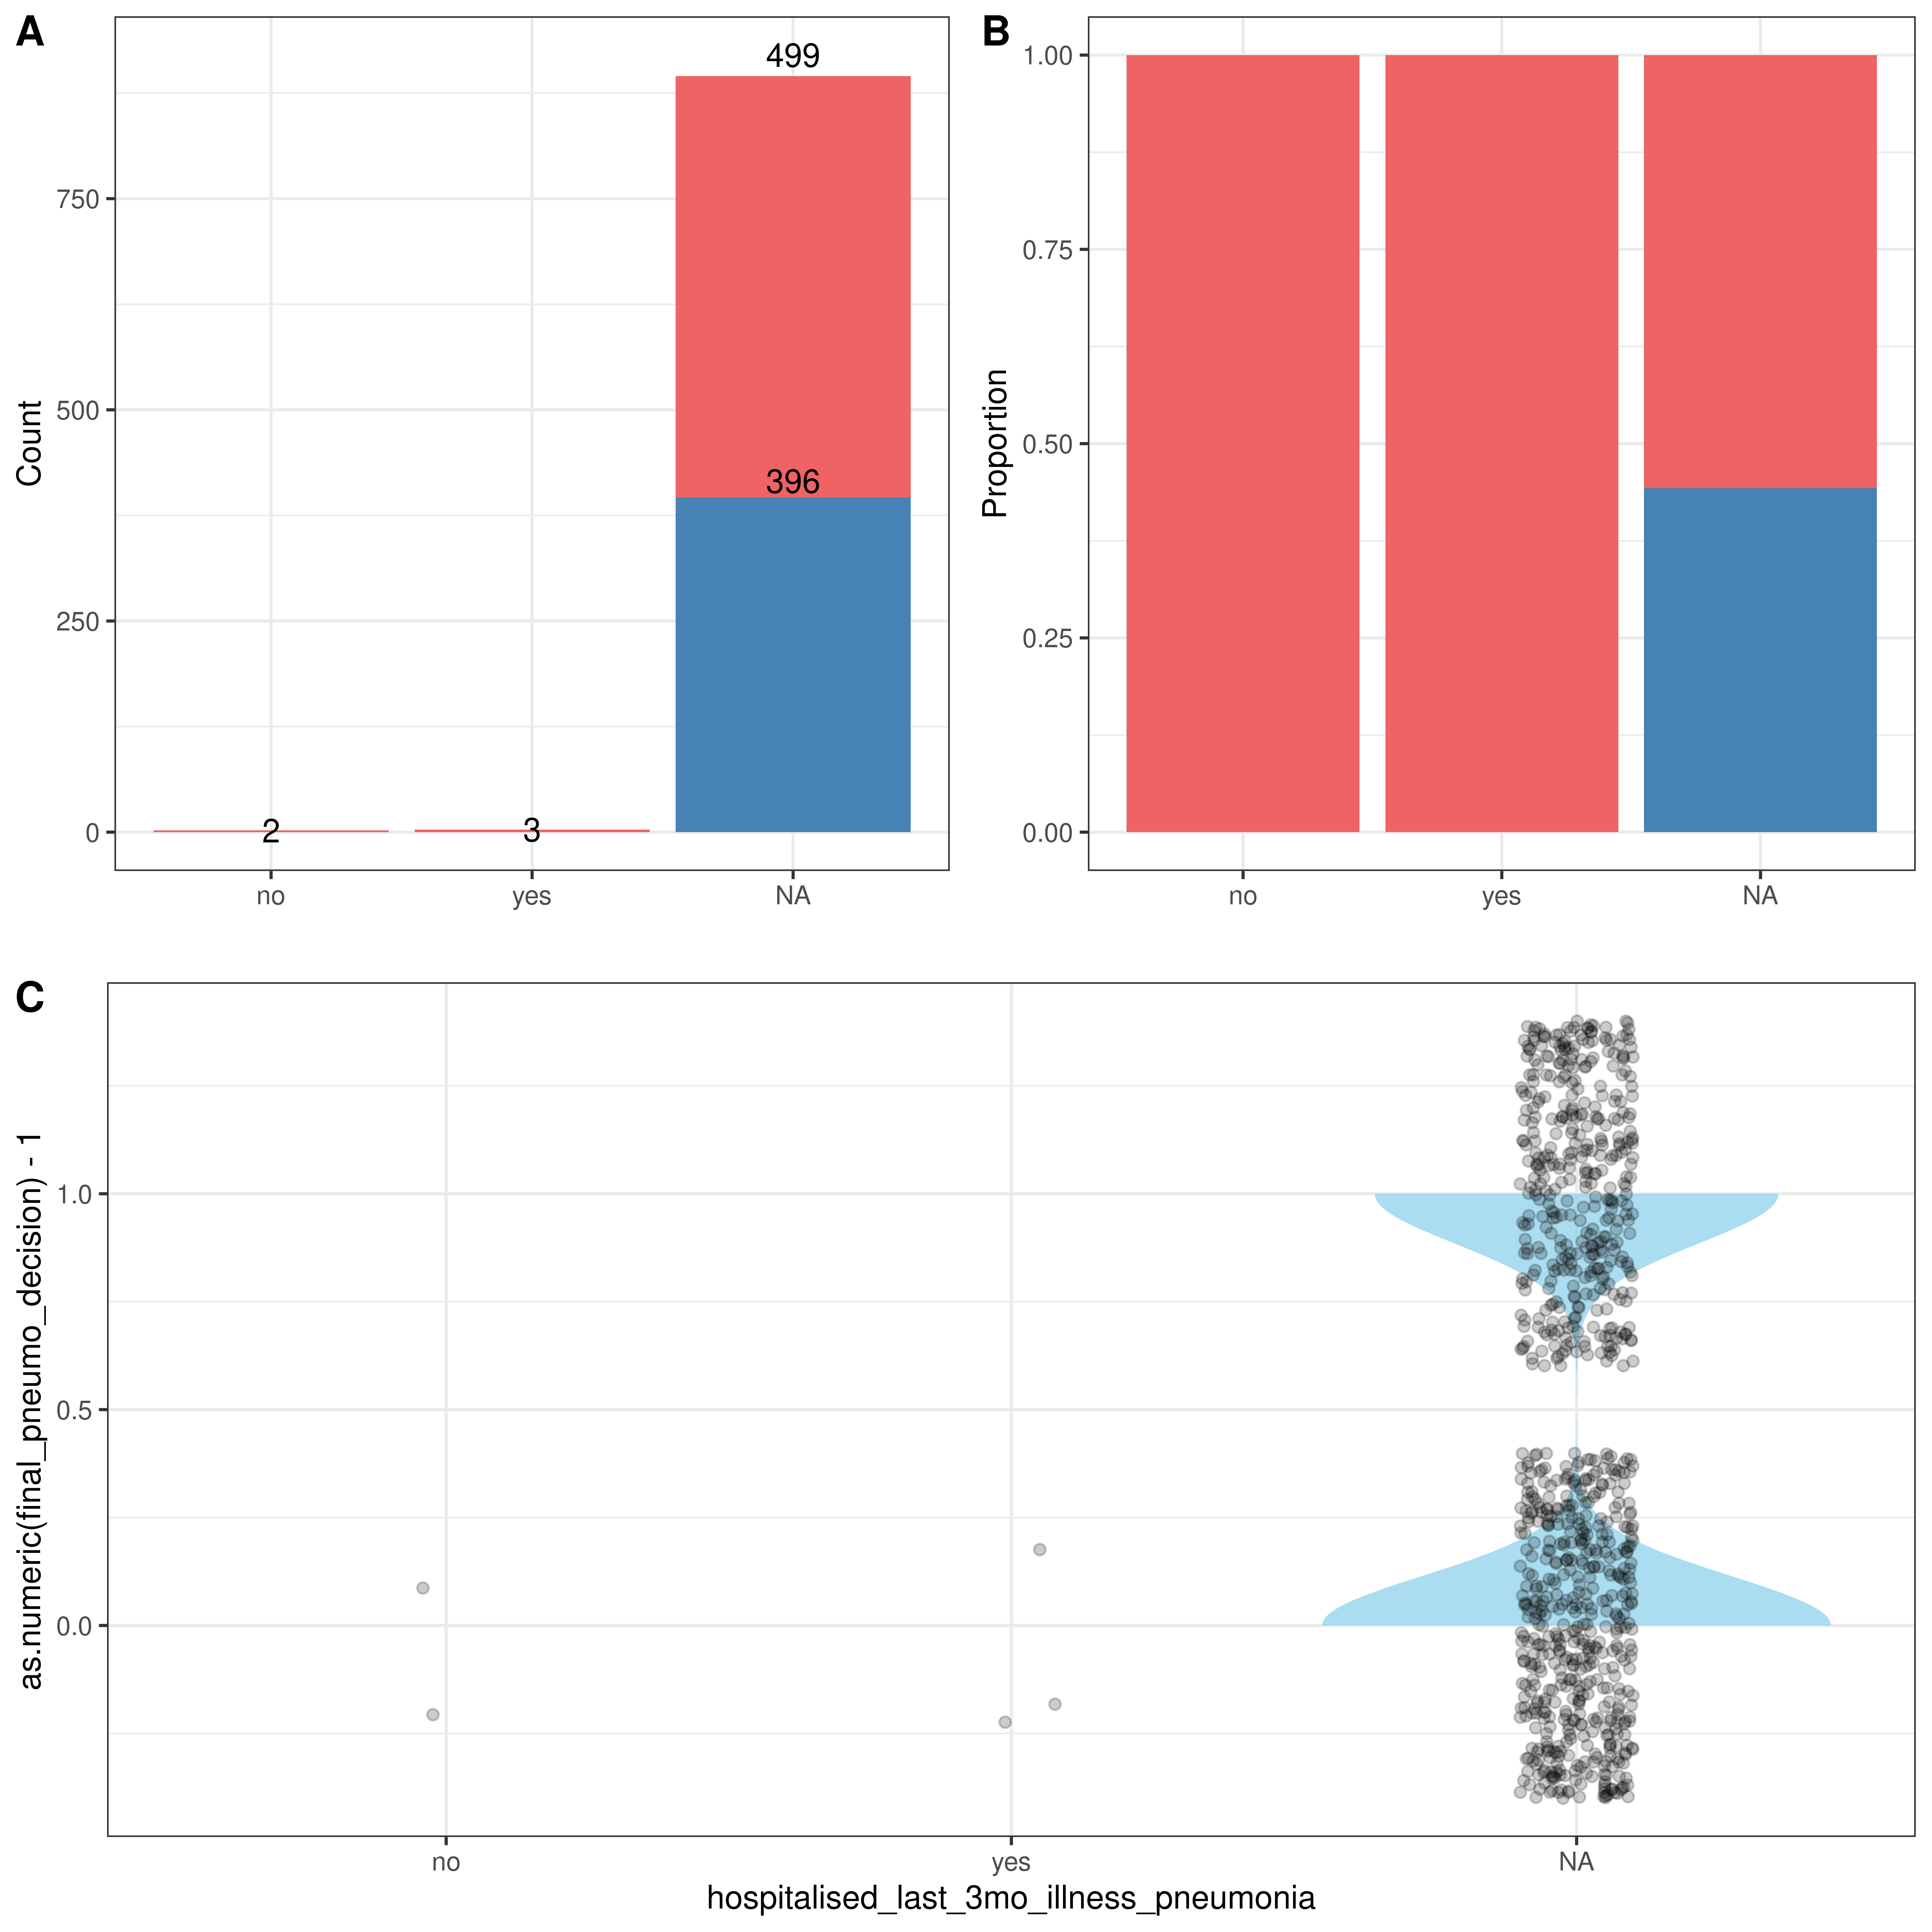 A
Count
750
500
250
0
499
396
2
3
no yes NA
B
Proportion
1.00
0.75
0.50
0.25
0.00
no yes NA
C
as.numeric(final_pneumo_decision) - 1
1.0
0.5
0.0
no yes NA
hospitalised_last_3mo_illness_pneumonia